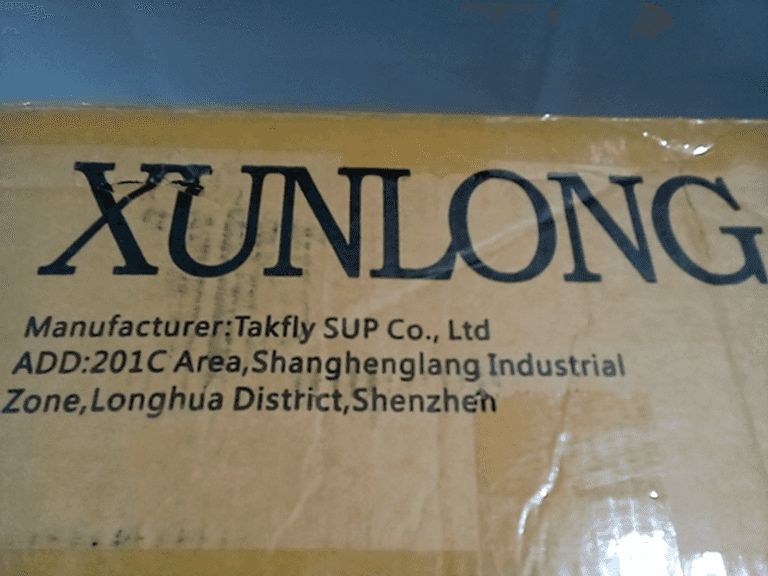 XUNLONG
Manufacturer:Takfly SUP Co., Ltd
ADD:201C Area,Shanghenglang Industrial
Zone,Longhua District,Shenzhen